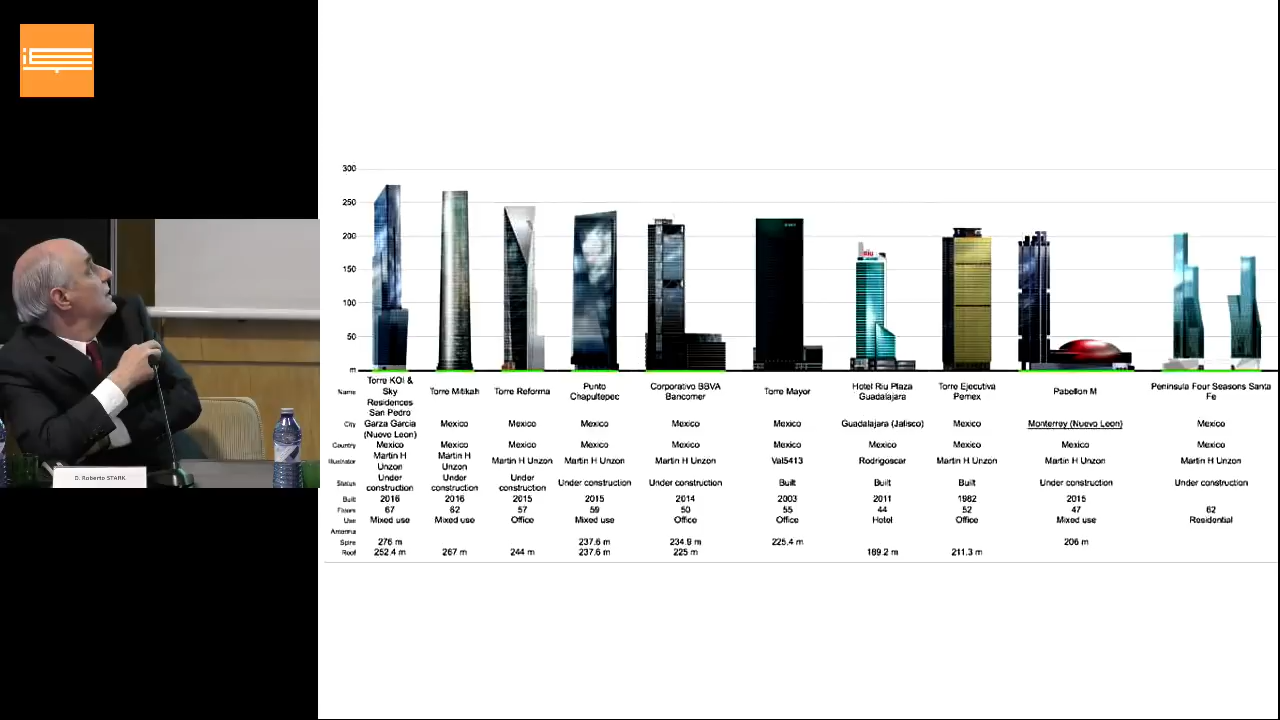 300
250
200
150
100
50
m
Name Torre KOI & Sky Residences Torre Mitikah Torre Reforma Punto Chapultepec Corporativo BBVA Bancomer Torre Mayor Hotel Riu Plaza Guadalajara Torre Ejecutiva Pemex Pabellon M Peninsula Four Seasons Santa Fe
City San Pedro Garza Garcia (Nuevo Leon) Mexico Mexico Mexico Mexico Mexico Guadalajara (Jalisco) Mexico Monterrey (Nuevo Leon) Mexico
Country Mexico Mexico Mexico Mexico Mexico Mexico Mexico Mexico Mexico Mexico
Illustrator Martin H Unzon Martin H Unzon Martin H Unzon Martin H Unzon Martin H Unzon Val5413 Rodrigoscar Martin H Unzon Martin H Unzon Martin H Unzon
Status Under construction Under construction Under construction Under construction Under construction Built Built Built Under construction Under construction
Built 2016 2016 2015 2015 2014 2003 2011 1982 2015
Floors 67 62 57 59 50 55 44 52 47 62
Use Mixed use Mixed use Office Mixed use Office Office Hotel Office Mixed use Residential
Antenna
Spire 276 m 237.6 m 234.9 m 225.4 m 206 m
Roof 252.4 m 267 m 244 m 237.6 m 225 m 189.2 m 211.3 m
D. Roberto STARK
Riu